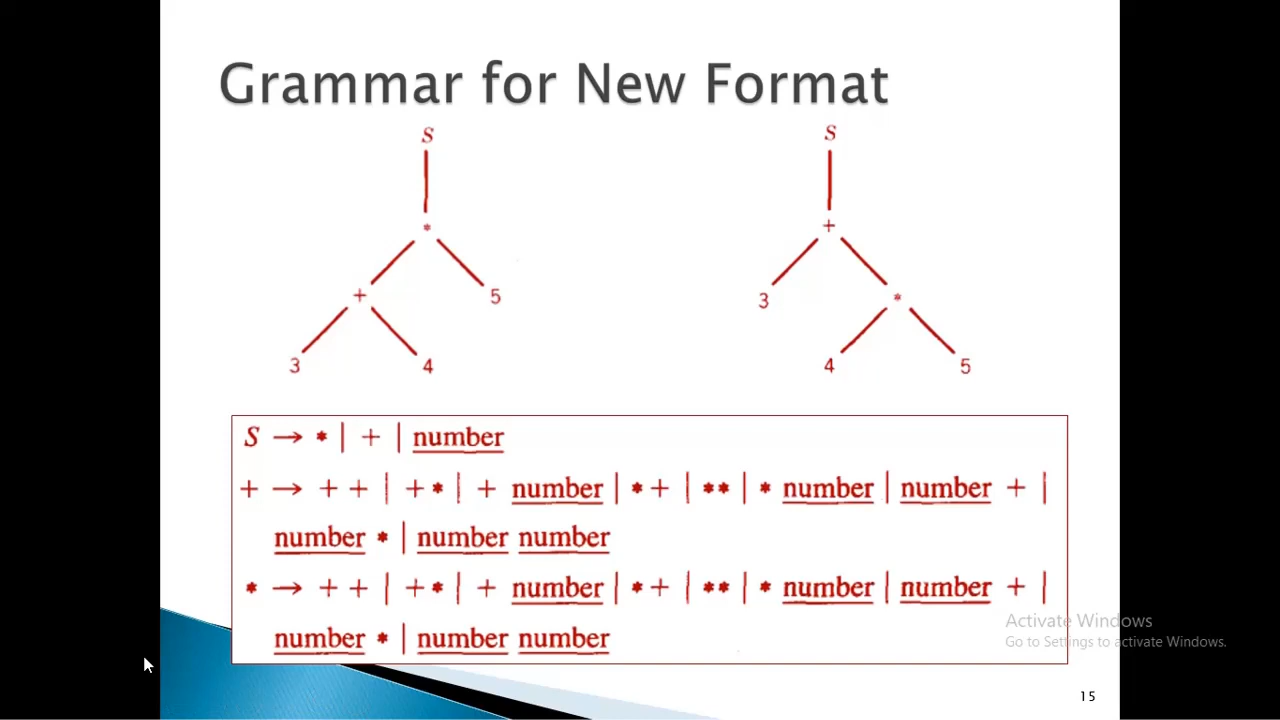 Grammar for New Format
S S
* +
+ 5 3 *
3 4 4 5
S → * | + | number
+ → + + | + * | + number | * + | * * | * number | number + |
number * | number number
* → + + | + * | + number | * + | * * | * number | number + |
number * | number number
Activate Windows
Go to Settings to activate Windows.
15